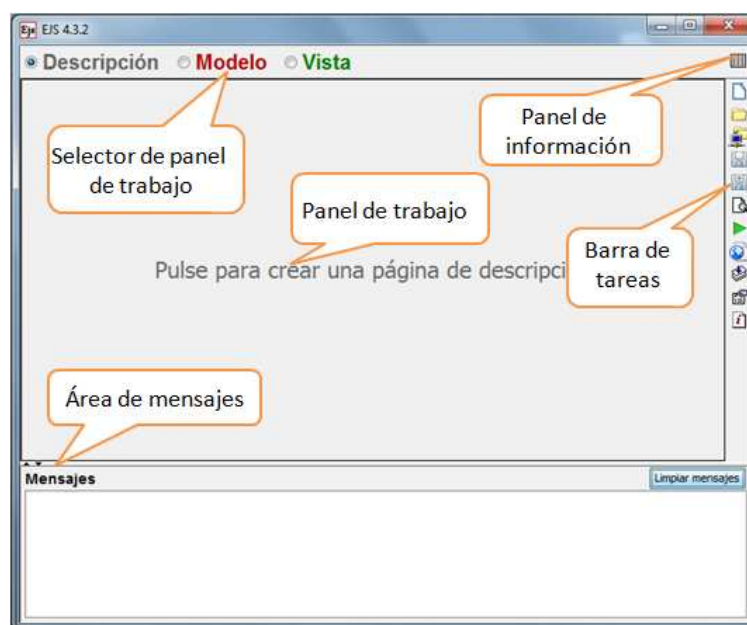 Ejs EJS 4.3.2
Descripción Modelo Vista
Selector de panel
de trabajo
Panel de
información
Panel de trabajo
Barra de
tareas
Pulse para crear una página de descripci
Área de mensajes
Mensajes
Limpiar mensajes